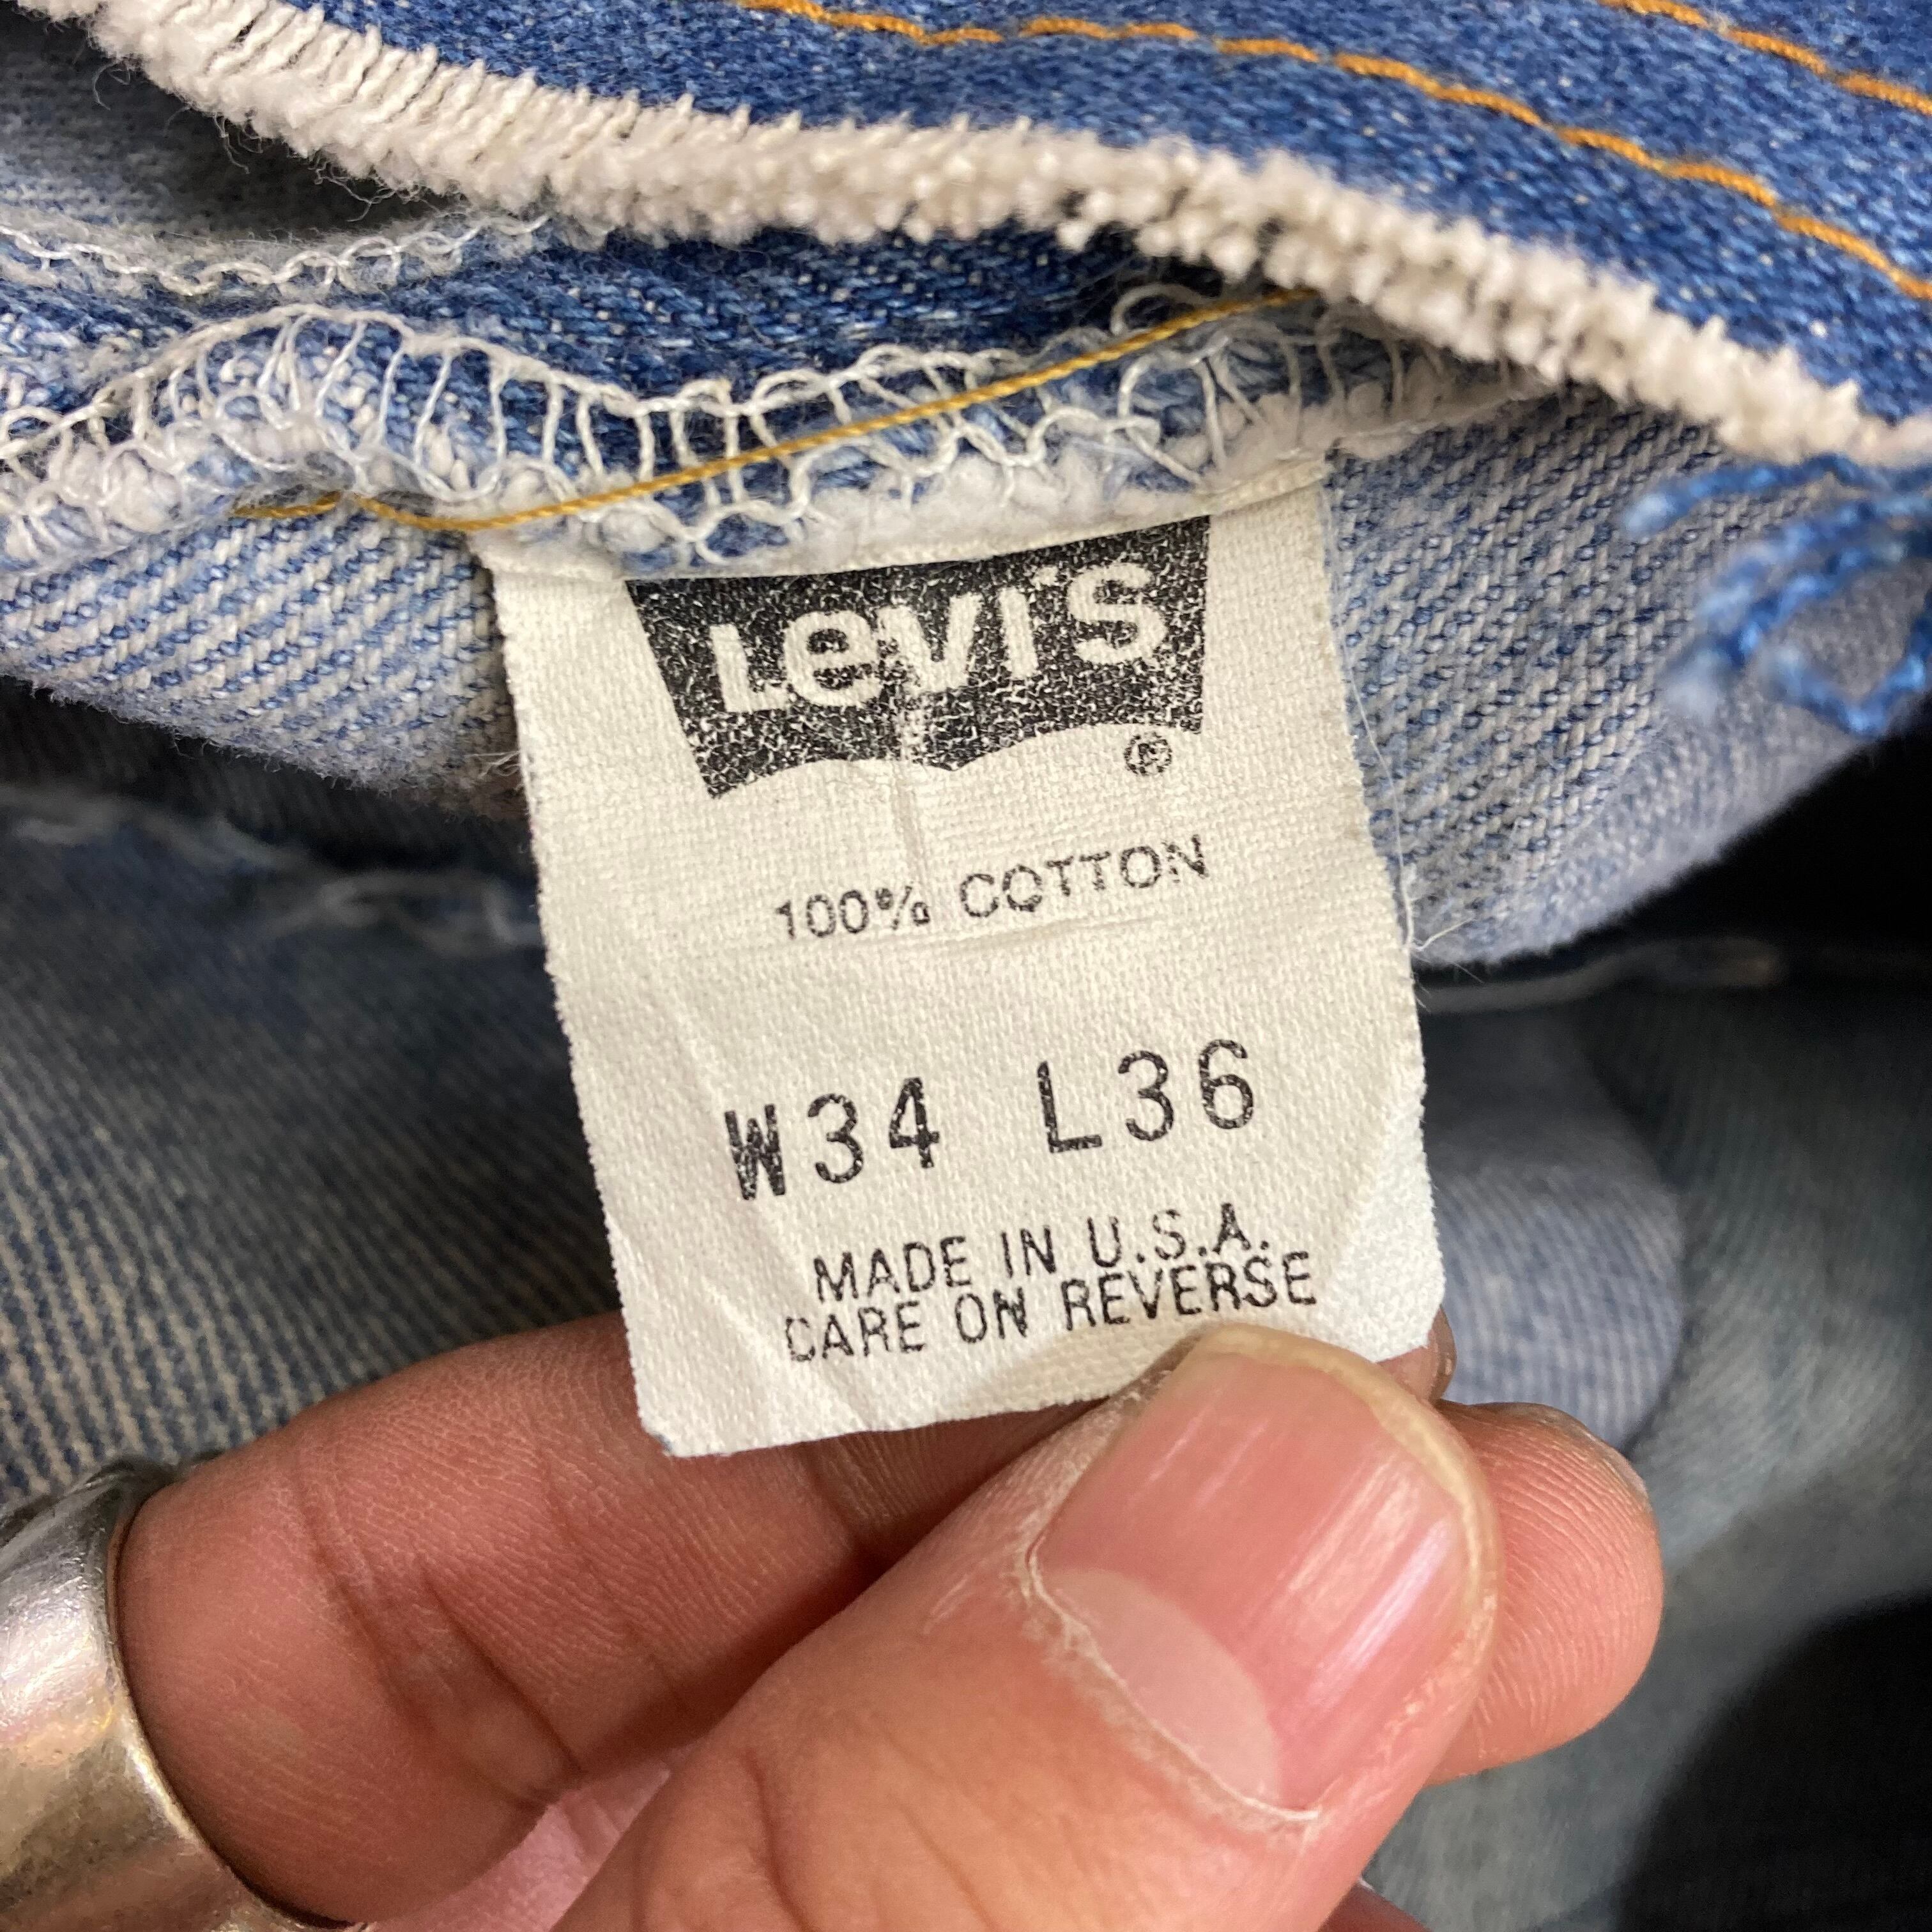 Levi's
®
100% COTTON
W34 L36
MADE IN U.S.A.
CARE ON REVERSE